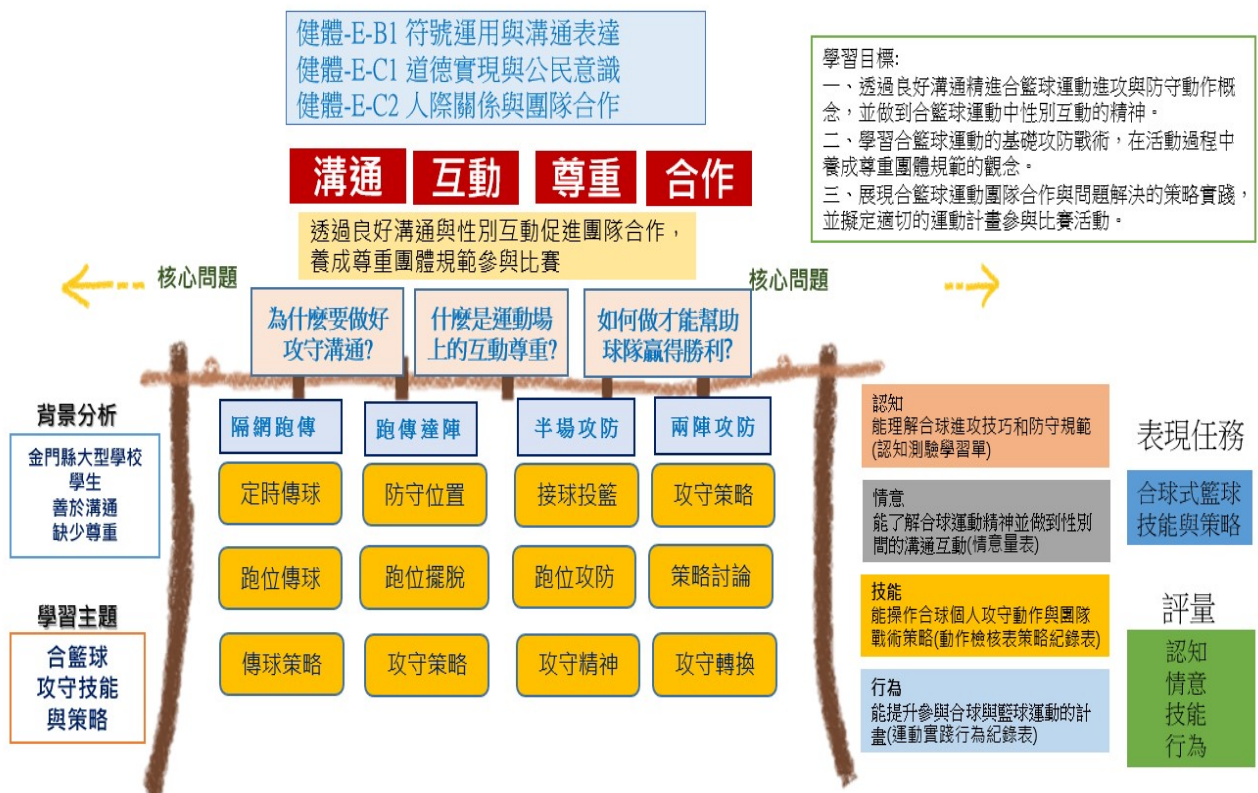 健體-E-B1 符號運用與溝通表達
健體-E-C1 道德實現與公民意識
健體-E-C2 人際關係與團隊合作
溝通 互動 尊重 合作
透過良好溝通與性別互動促進團隊合作，
養成尊重團體規範參與比賽
學習目標:
一、透過良好溝通精進合籃球運動進攻與防守動作概
念，並做到合籃球運動中性別互動的精神。
二、學習合籃球運動的基礎攻防戰術，在活動過程中
養成尊重團體規範的觀念。
三、展現合籃球運動團隊合作與問題解決的策略實踐，
並擬定適切的運動計畫參與比賽活動。
核心問題
核心問題
為什麼要做好
攻守溝通?
什麼是運動場
上的互動尊重?
如何做才能幫助
球隊贏得勝利?
背景分析
金門縣大型學校
學生
善於溝通
缺少尊重
學習主題
合籃球
攻守技能
與策略
隔網跑傳 跑傳達陣 半場攻防 兩陣攻防
定時傳球 防守位置 接球投籃 攻守策略
跑位傳球 跑位擺脫 跑位攻防 策略討論
傳球策略 攻守策略 攻守精神 攻守轉換
認知
能理解合球進攻技巧和防守規範
(認知測驗學習單)
情意
能了解合球運動精神並做到性別
間的溝通互動(情意量表)
技能
能操作合球個人攻守動作與團隊
戰術策略(動作檢核表策略紀錄表)
行為
能提升參與合球與籃球運動的計
畫(運動實踐行為紀錄表)
表現任務
合球式籃球
技能與策略
評量
認知
情意
技能
行為